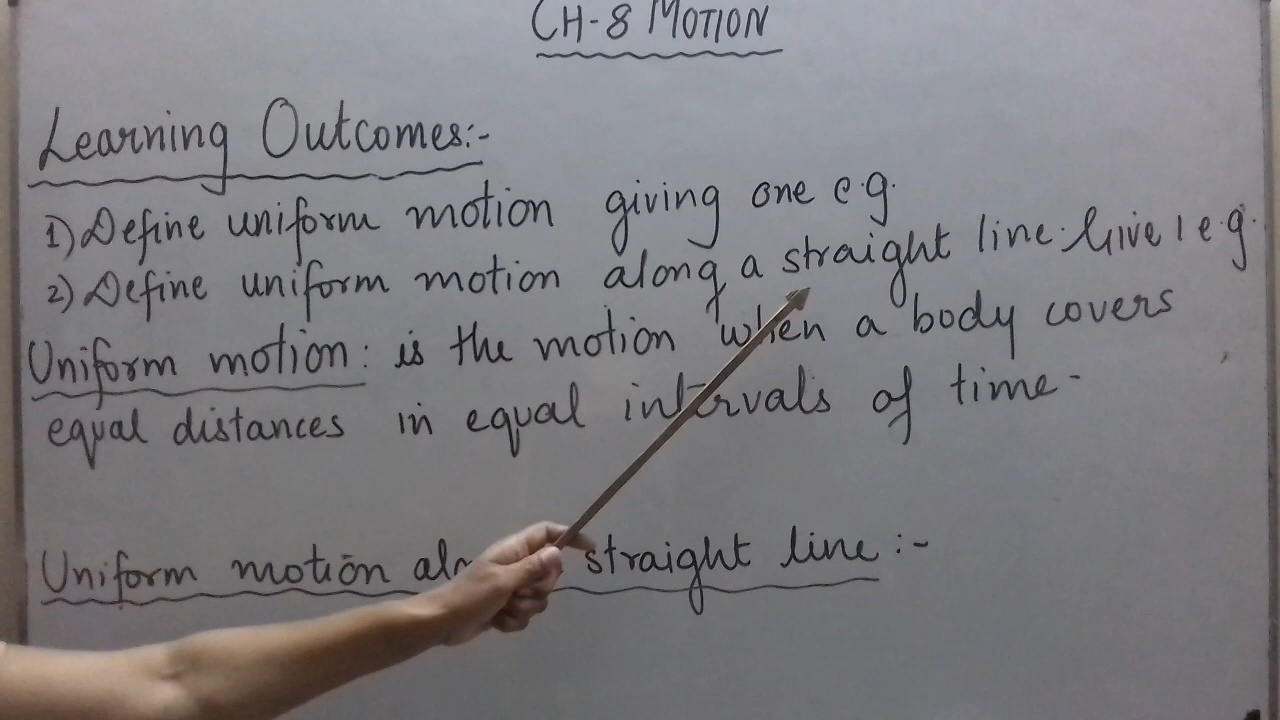 CH-8 MOTION
Learning Outcomes:-
1) Define uniform motion giving one e.g.
2) Define uniform motion along a straight line. Give 1 e.g.
Uniform motion: is the motion when a body covers
equal distances in equal intervals of time.
Uniform motion straight line :-